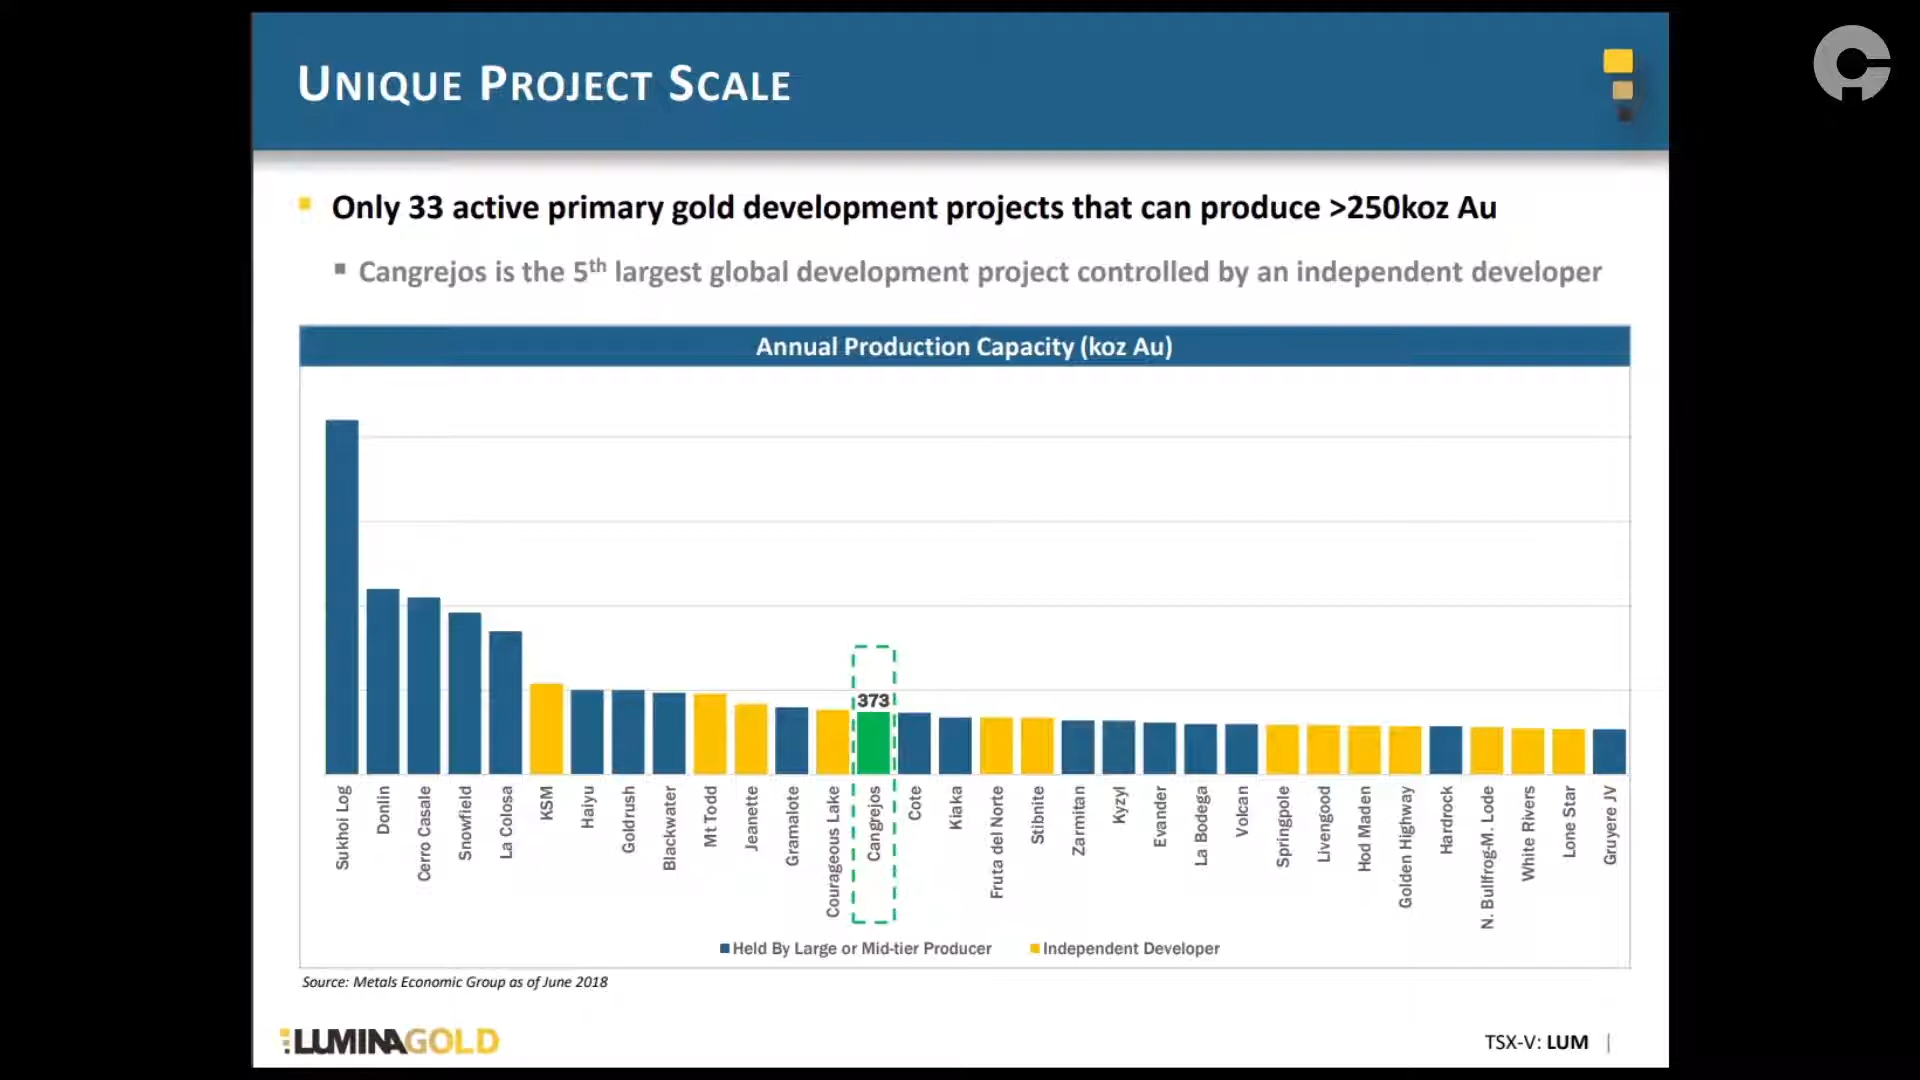 UNIQUE PROJECT SCALE
Only 33 active primary gold development projects that can produce >250koz Au
Cangrejos is the 5th largest global development project controlled by an independent developer
Annual Production Capacity (koz Au)
373
Sukhoi Log
Donlin
Cerro Casale
Snowfield
La Colosa
KSM
Haiyu
Goldrush
Blackwater
Mt Todd
Jeanette
Gramalote
Courageous Lake
Cangrejos
Cote
Kiaka
Fruta del Norte
Stibnite
Zarmitan
Kyzyl
Evander
La Bodega
Volcan
Springpole
Livengood
Hod Maden
Golden Highway
Hardrock
N. Bullfrog-M. Lode
White Rivers
Lone Star
Gruyere JV
Held By Large or Mid-tier Producer
Independent Developer
Source: Metals Economic Group as of June 2018
LUMINAGOLD
TSX-V: LUM |